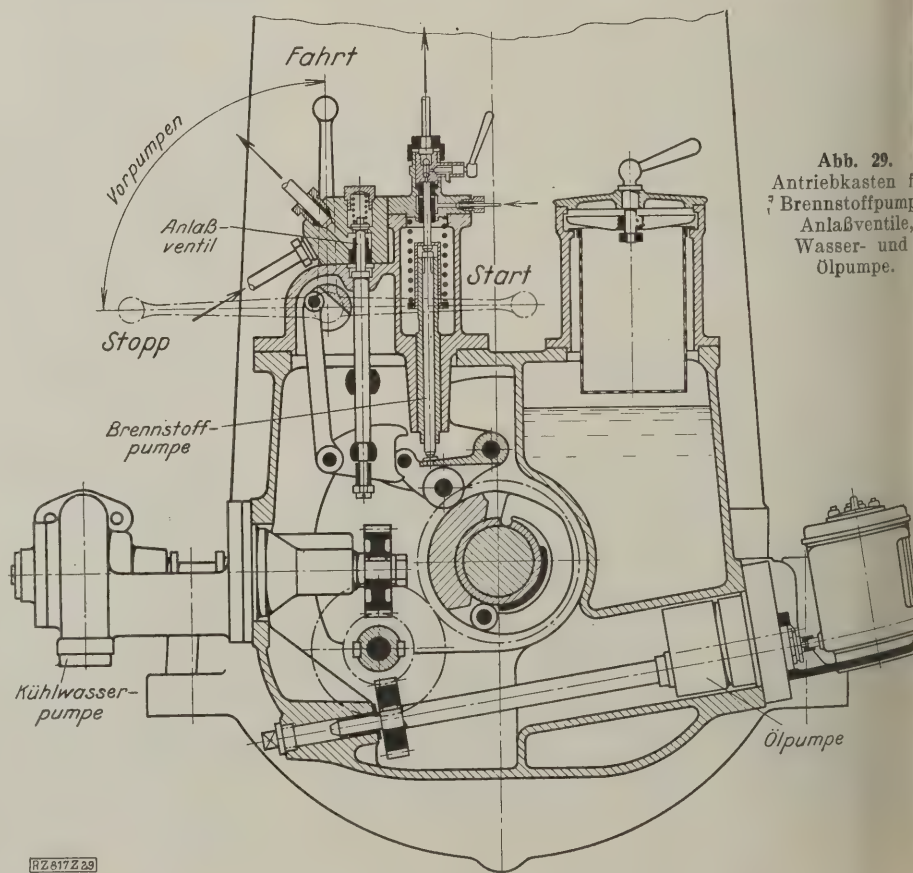 Fahrt
Vorpumpen
Anlaß-
ventil
Start
Stopp
Brennstoff-
pumpe
Kühlwasser-
pumpe
Ölpumpe
Abb. 29.
Antriebkasten
Brennstoffpump
Anlaßventile,
Wasser- und
Ölpumpe.
RZ817Z29